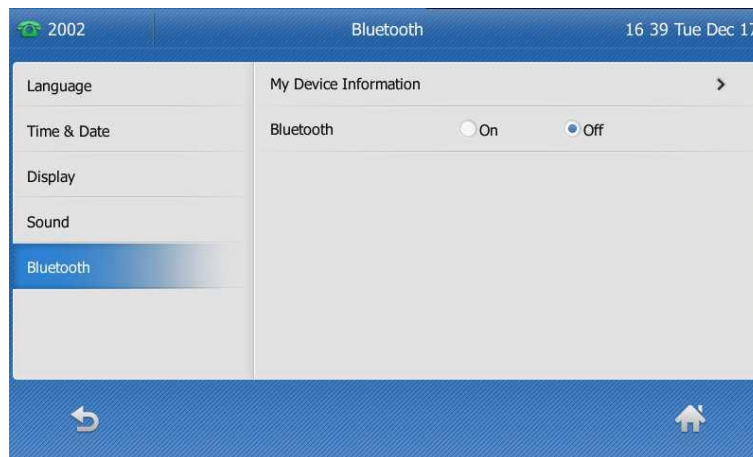 2002 Bluetooth 16 39 Tue Dec 17
Language
Time & Date
Display
Sound
Bluetooth
My Device Information
Bluetooth On Off